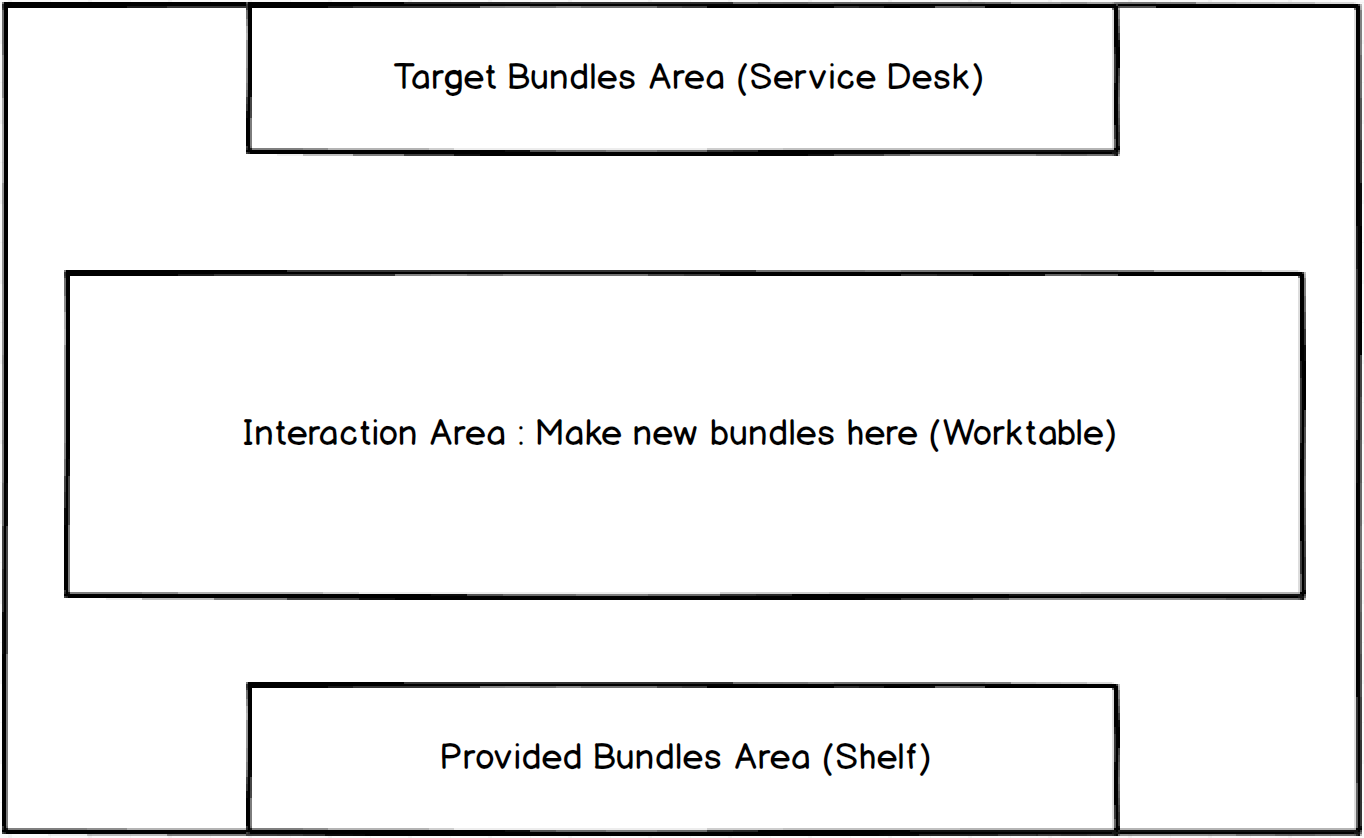 Target Bundles Area (Service Desk)
Interaction Area : Make new bundles here (Worktable)
Provided Bundles Area (Shelf)